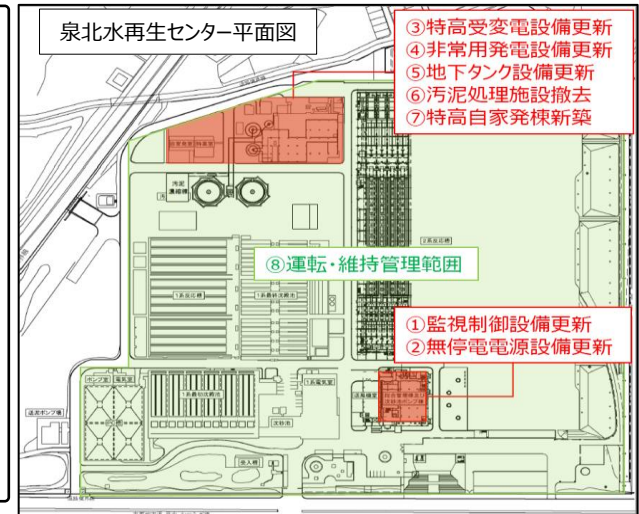 泉北水再生センター平面図
③特高受変電設備更新
④非常用発電設備更新
⑤地下タンク設備更新
⑥汚泥処理施設撤去
⑦特高自家発棟新築
汚泥
濃縮槽
2系反応槽
⑧運転・維持管理範囲
1系反応槽
1系最終沈殿池
①監視制御設備更新
②無停電電源設備更新
ポンプ室
電気室
1系電気室
送風機室
1系最初沈殿池
沈砂池
送泥ポンプ棟
流入棟